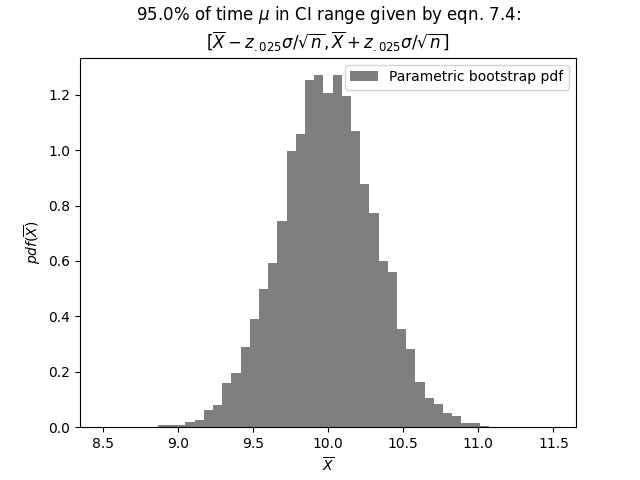 95.0% of time μ in CI range given by eqn. 7.4:
[X̅ − z.025σ/√n, X̅ + z.025σ/√n]
Parametric bootstrap pdf
pdf(X̅)
1.2
1.0
0.8
0.6
0.4
0.2
0.0
8.5 9.0 9.5 10.0 10.5 11.0 11.5
X̅